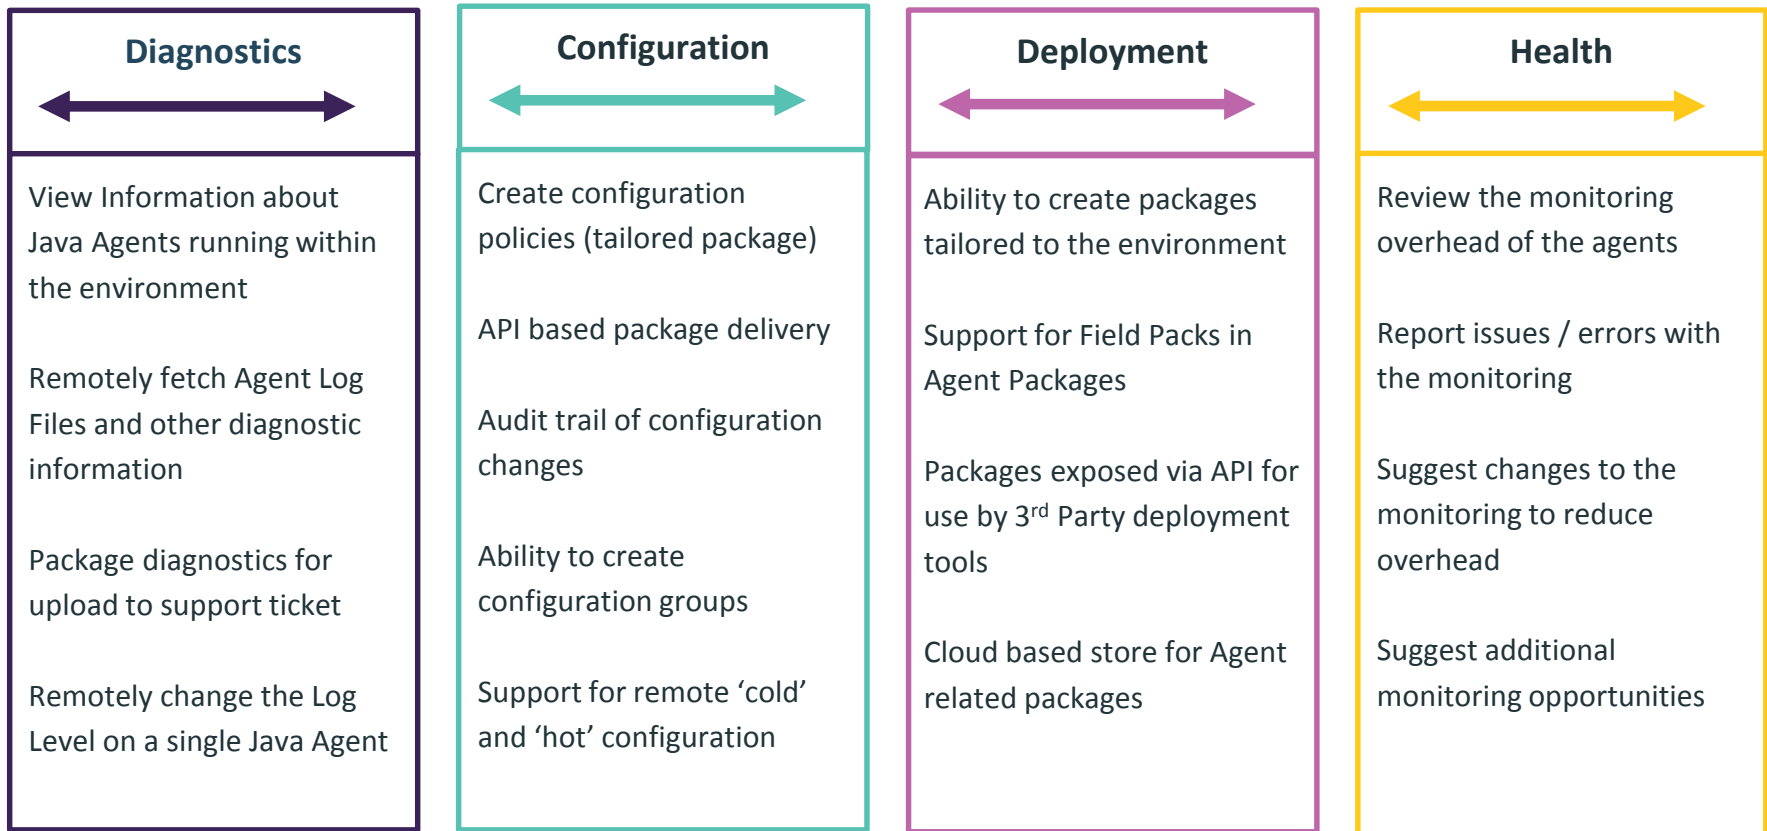 Diagnostics
View Information about
Java Agents running within
the environment
Remotely fetch Agent Log
Files and other diagnostic
information
Package diagnostics for
upload to support ticket
Remotely change the Log
Level on a single Java Agent
Configuration
Create configuration
policies (tailored package)
API based package delivery
Audit trail of configuration
changes
Ability to create
configuration groups
Support for remote ‘cold’
and ‘hot’ configuration
Deployment
Ability to create packages
tailored to the environment
Support for Field Packs in
Agent Packages
Packages exposed via API for
use by 3rd Party deployment
tools
Cloud based store for Agent
related packages
Health
Review the monitoring
overhead of the agents
Report issues / errors with
the monitoring
Suggest changes to the
monitoring to reduce
overhead
Suggest additional
monitoring opportunities